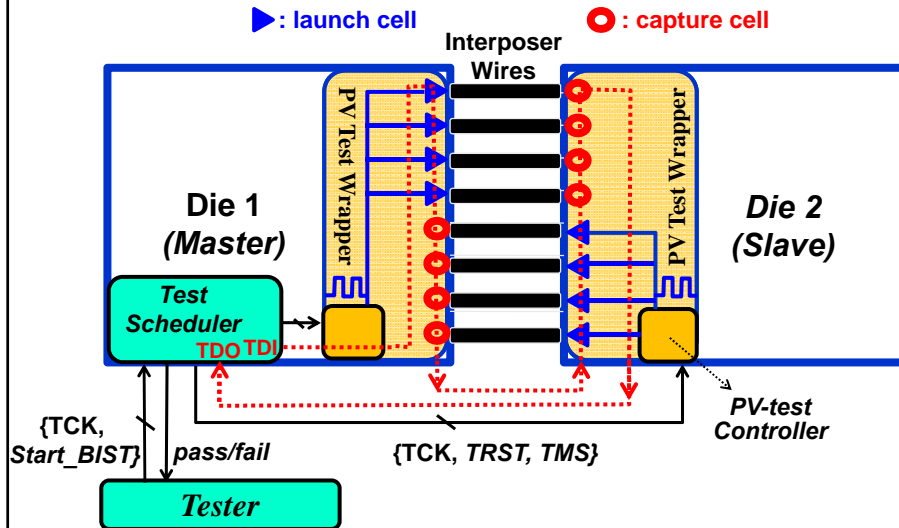 : launch cell
: capture cell
Interposer
Wires
PV Test Wrapper
PV Test Wrapper
Die 1
(Master)
Die 2
(Slave)
Test
Scheduler
TDO TDI
{TCK,
Start_BIST}
pass/fail
{TCK, TRST, TMS}
PV-test
Controller
Tester